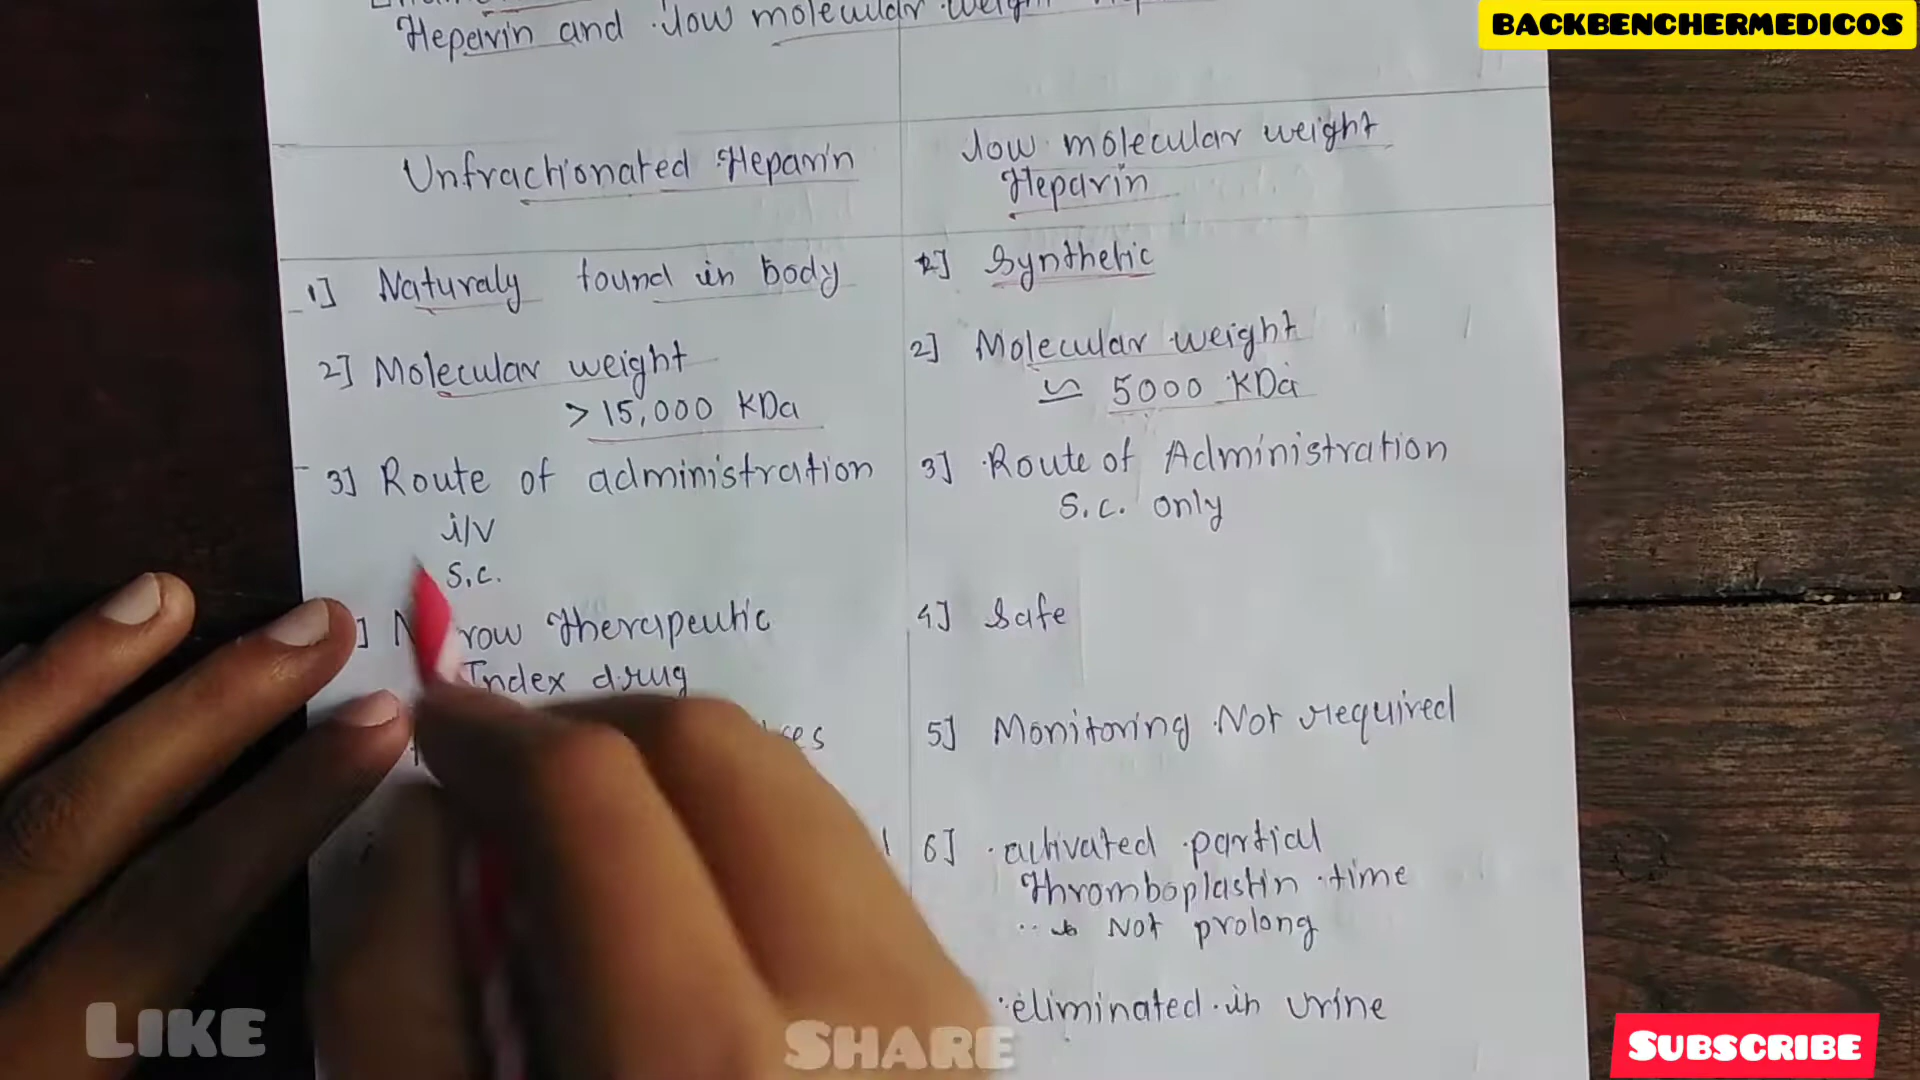 BACKBENCHERMEDICOS
Heparin and low molecular weight
Unfractionated Heparin
low molecular weight
Heparin
1] Naturaly found in body
1] Synthetic
2] Molecular weight
> 15,000 KDa
2] Molecular weight
≃ 5000 KDa
3] Route of administration
i/v
s.c.
3] Route of Administration
S.c. only
] row therapeutic
Index drug
4] Safe
5] Monitoring Not required
6] activated partial
thromboplastin time
Not prolong
eliminated in urine
LIKE
SHARE
SUBSCRIBE